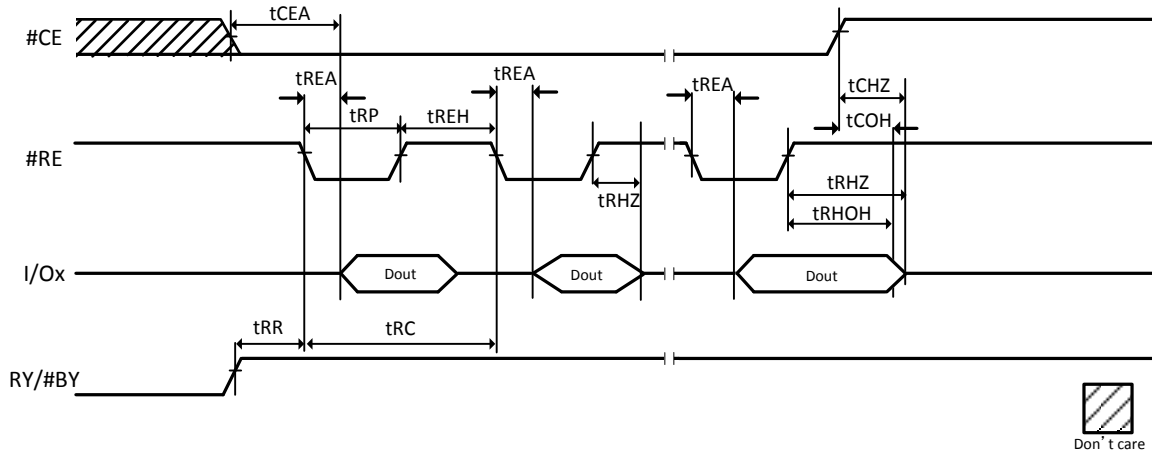 tCEA
#CE
tREA
tREA
tREA
tCHZ
tRP
tREH
tCOH
#RE
tRHZ
tRHZ
tRHOH
I/Ox
Dout
Dout
Dout
tRR
tRC
RY/#BY
Don’t care